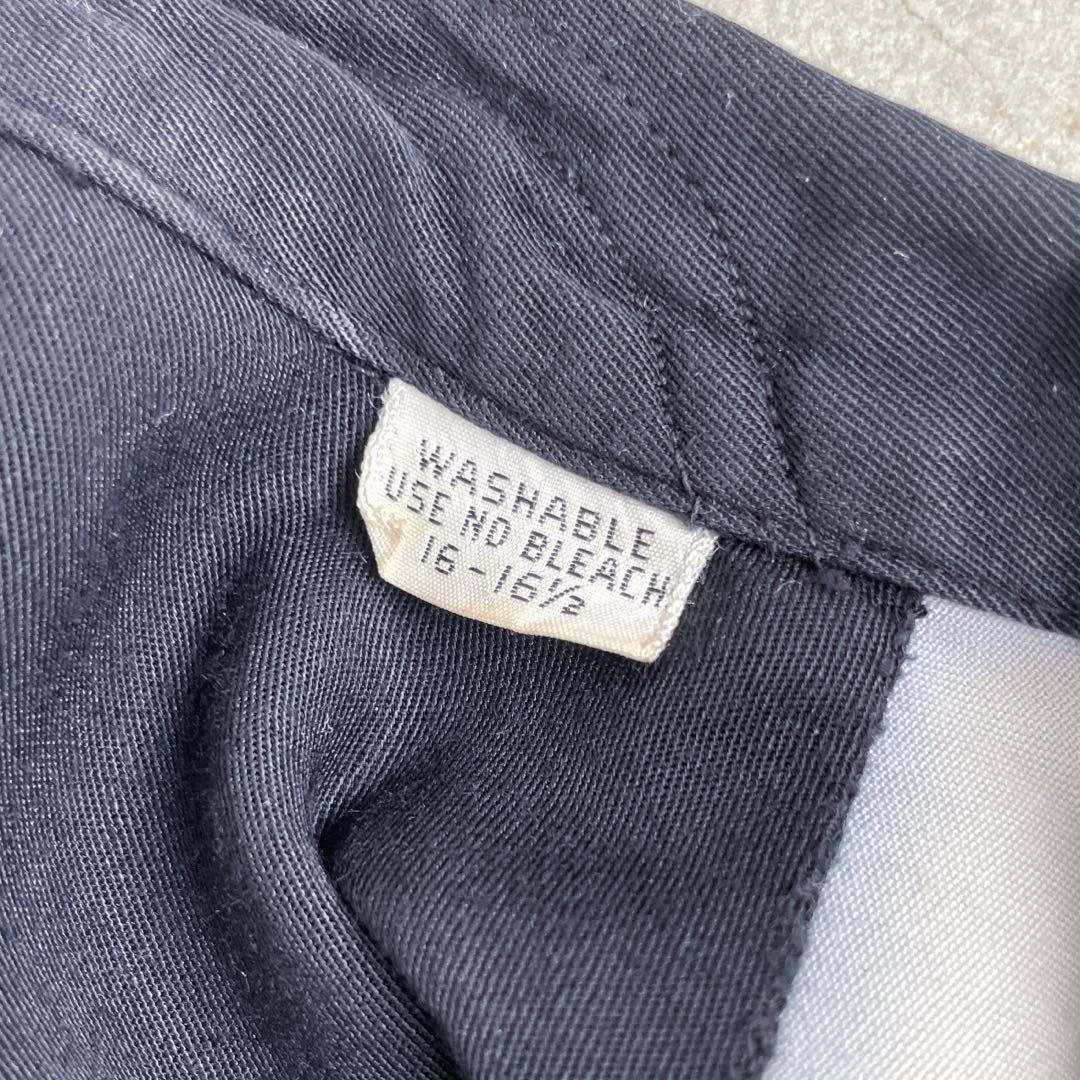 WASHABLE
USE NO BLEACH
16-16½